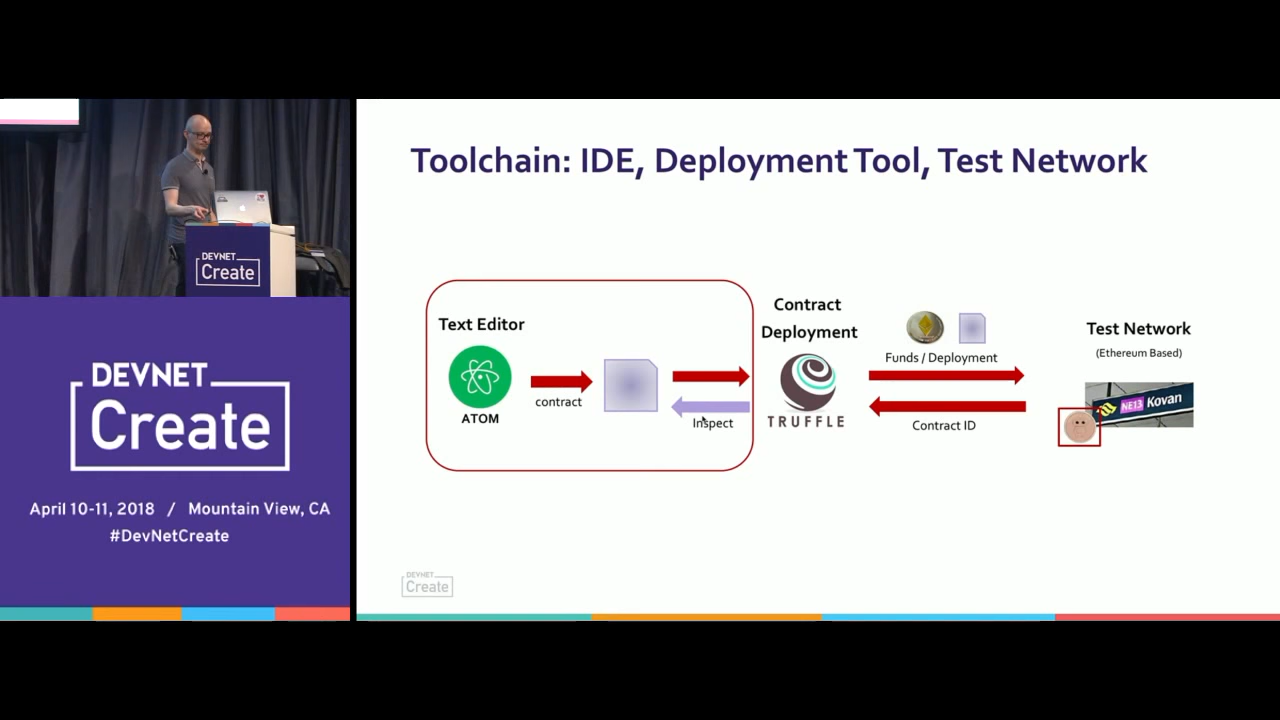 DEVNET
Create
DEVNET
Create
April 10-11, 2018 / Mountain View, CA
#DevNetCreate
Toolchain: IDE, Deployment Tool, Test Network
Text Editor
ATOM
contract
Inspect
Contract
Deployment
TRUFFLE
Funds / Deployment
Contract ID
Test Network
(Ethereum Based)
NE13 Kovan
DEVNET
Create